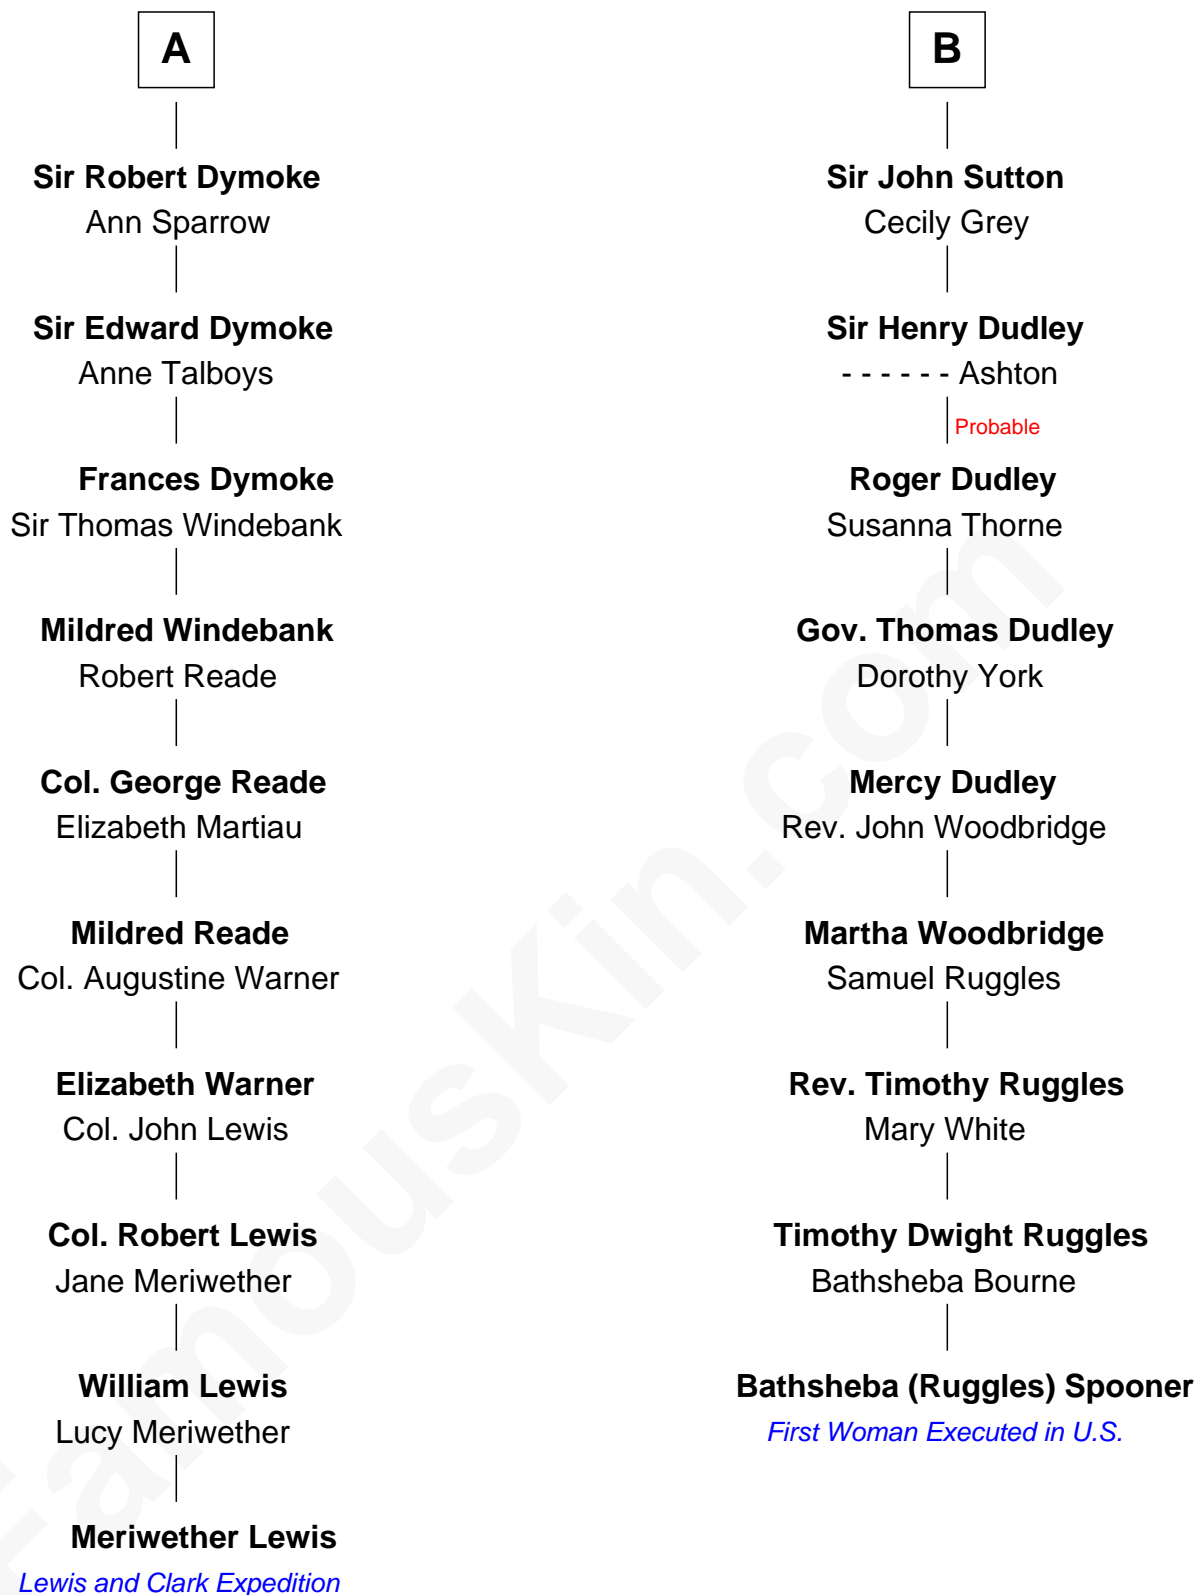 A
Sir Robert Dymoke
Ann Sparrow
Sir Edward Dymoke
Anne Talboys
Frances Dymoke
Sir Thomas Windebank
Mildred Windebank
Robert Reade
Col. George Reade
Elizabeth Martiau
Mildred Reade
Col. Augustine Warner
Elizabeth Warner
Col. John Lewis
Col. Robert Lewis
Jane Meriwether
William Lewis
Lucy Meriwether
Meriwether Lewis
Lewis and Clark Expedition
B
Sir John Sutton
Cecily Grey
Sir Henry Dudley
- - - - - - Ashton
Probable
Roger Dudley
Susanna Thorne
Gov. Thomas Dudley
Dorothy York
Mercy Dudley
Rev. John Woodbridge
Martha Woodbridge
Samuel Ruggles
Rev. Timothy Ruggles
Mary White
Timothy Dwight Ruggles
Bathsheba Bourne
Bathsheba (Ruggles) Spooner
First Woman Executed in U.S.
FamousKin.com